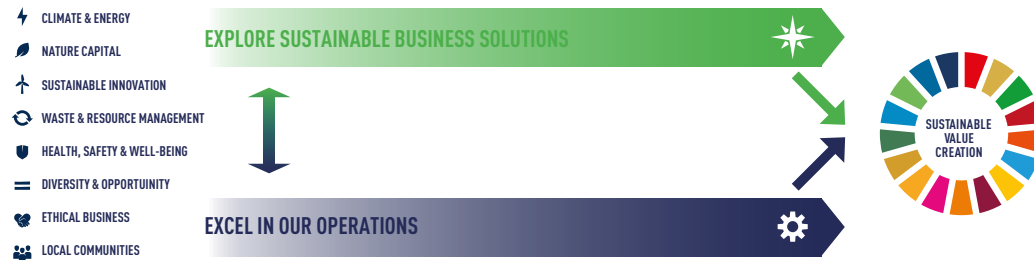 CLIMATE & ENERGY
NATURE CAPITAL
SUSTAINABLE INNOVATION
WASTE & RESOURCE MANAGEMENT
HEALTH, SAFETY & WELL-BEING
DIVERSITY & OPPORTUINITY
ETHICAL BUSINESS
LOCAL COMMUNITIES
EXPLORE SUSTAINABLE BUSINESS SOLUTIONS
EXCEL IN OUR OPERATIONS
SUSTAINABLE
VALUE
CREATION